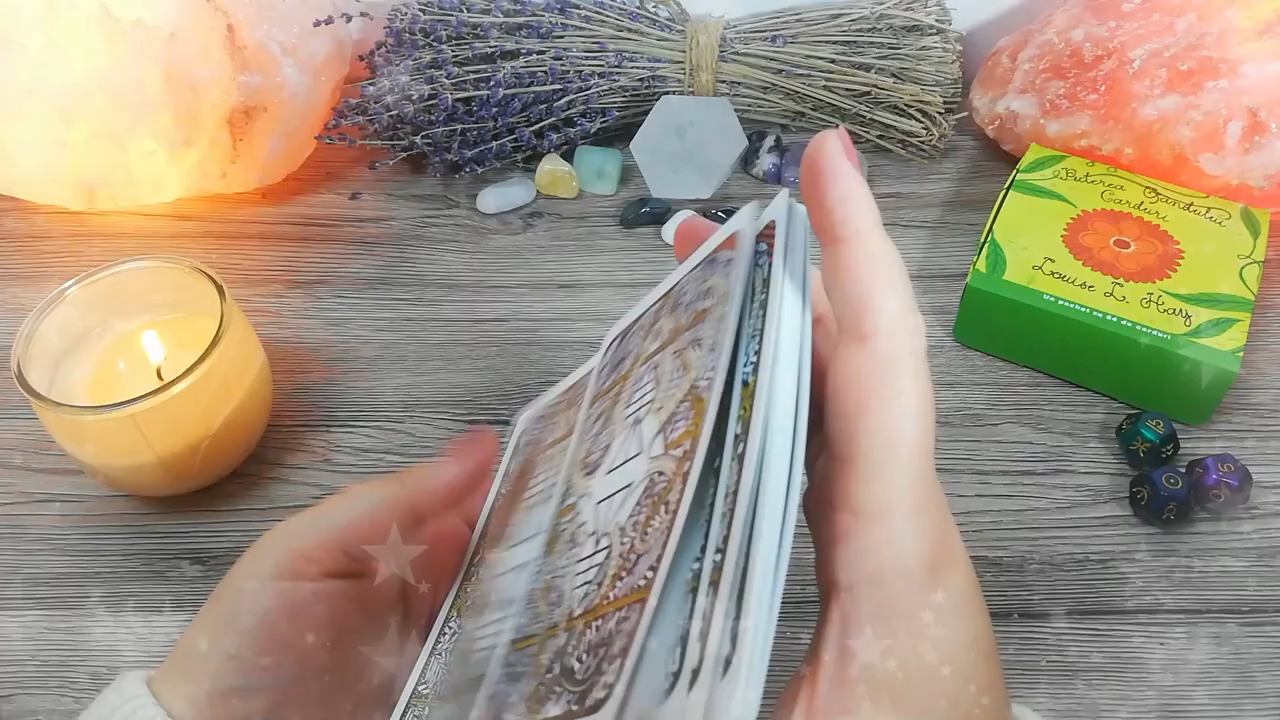 Puterea Gândului
Carduri
Louise L. Hay
Un pachet cu 64 de carduri